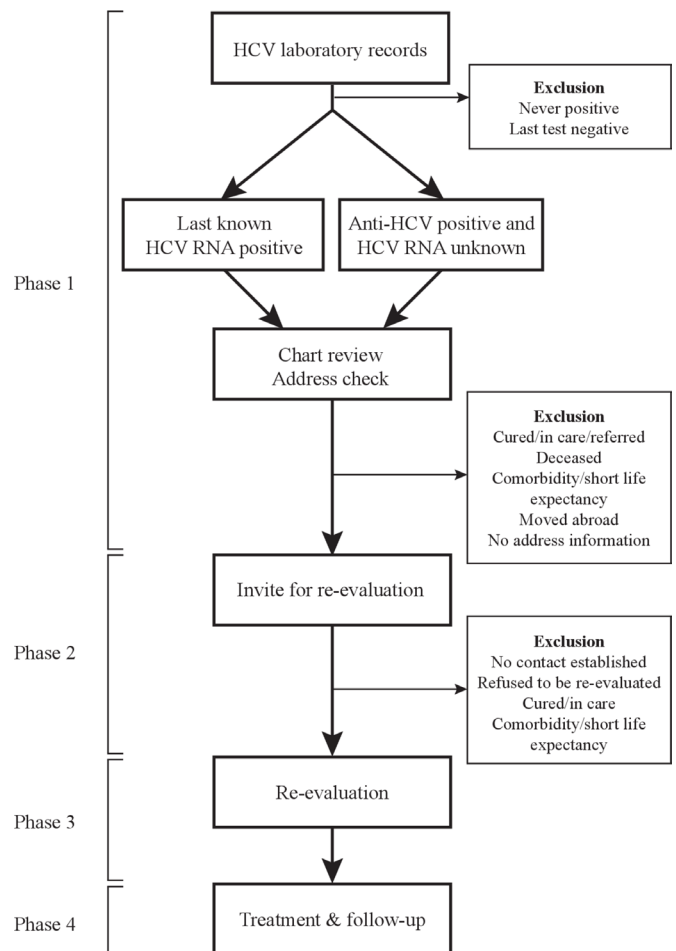 HCV laboratory records
Exclusion
Never positive
Last test negative
Last known
HCV RNA positive
Anti-HCV positive and
HCV RNA unknown
Phase 1
Chart review
Address check
Exclusion
Cured/in care/referred
Deceased
Comorbidity/short life
expectancy
Moved abroad
No address information
Invite for re-evaluation
Phase 2
Exclusion
No contact established
Refused to be re-evaluated
Cured/in care
Comorbidity/short life
expectancy
Re-evaluation
Phase 3
Treatment & follow-up
Phase 4